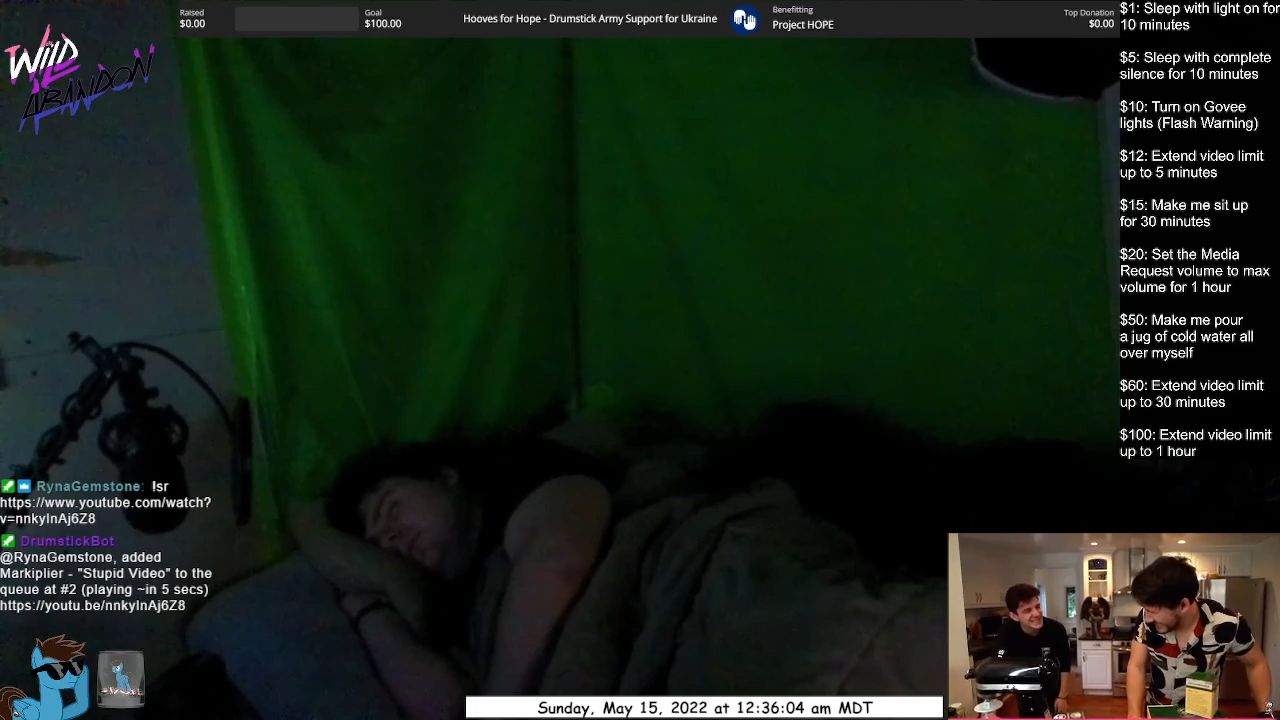 Raised
$0.00
Goal
$100.00
Hooves for Hope - Drumstick Army Support for Ukraine
Benefitting
Project HOPE
Top Donation
$0.00
WILD
ABANDON
$1: Sleep with light on for
10 minutes
$5: Sleep with complete
silence for 10 minutes
$10: Turn on Govee
lights (Flash Warning)
$12: Extend video limit
up to 5 minutes
$15: Make me sit up
for 30 minutes
$20: Set the Media
Request volume to max
volume for 1 hour
$50: Make me pour
a jug of cold water all
over myself
$60: Extend video limit
up to 30 minutes
$100: Extend video limit
up to 1 hour
RynaGemstone: !sr
https://www.youtube.com/watch?
v=nnkyInAj6Z8
DrumstickBot
@RynaGemstone, added
Markiplier - "Stupid Video" to the
queue at #2 (playing ~in 5 secs)
https://youtu.be/nnkyInAj6Z8
Sunday, May 15, 2022 at 12:36:04 am MDT